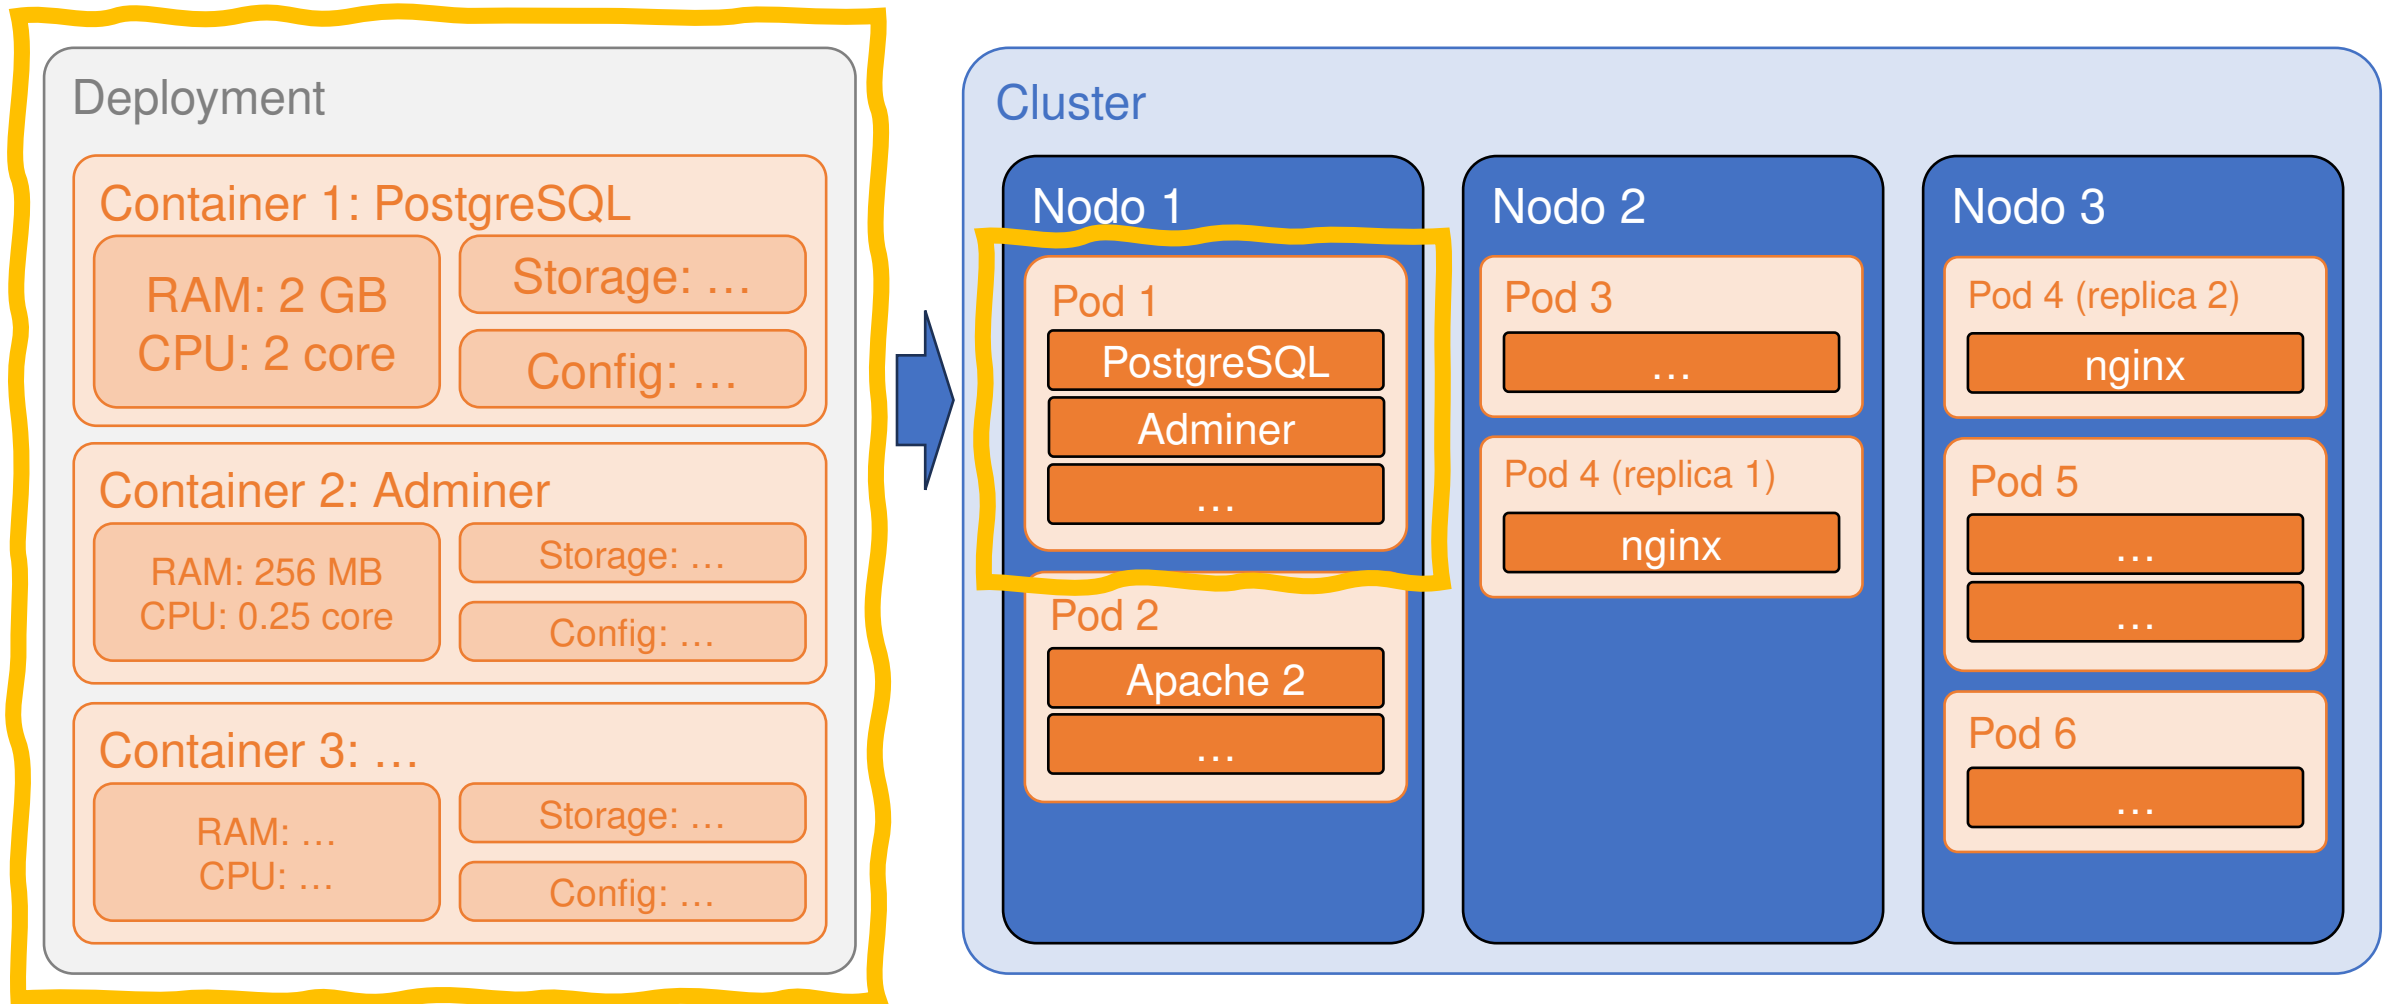 Deployment
Container 1: PostgreSQL
RAM: 2 GB
CPU: 2 core
Storage: …
Config: …
Container 2: Adminer
RAM: 256 MB
CPU: 0.25 core
Storage: …
Config: …
Container 3: …
RAM: …
CPU: …
Storage: …
Config: …
Cluster
Nodo 1
Pod 1
PostgreSQL
Adminer
…
Pod 2
Apache 2
…
Nodo 2
Pod 3
…
Pod 4 (replica 1)
nginx
Nodo 3
Pod 4 (replica 2)
nginx
Pod 5
…
…
Pod 6
…